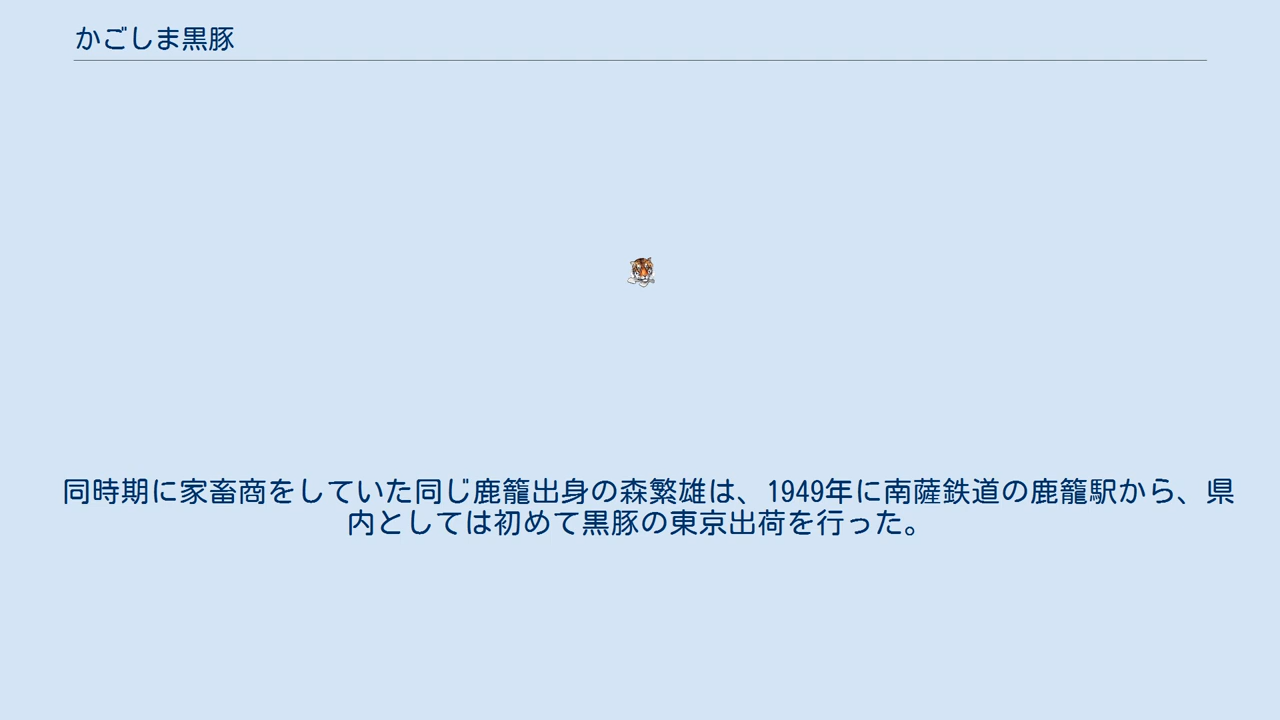 かごしま黒豚
同時期に家畜商をしていた同じ鹿籠出身の森繁雄は、1949年に南薩鉄道の鹿籠駅から、県
内としては初めて黒豚の東京出荷を行った。